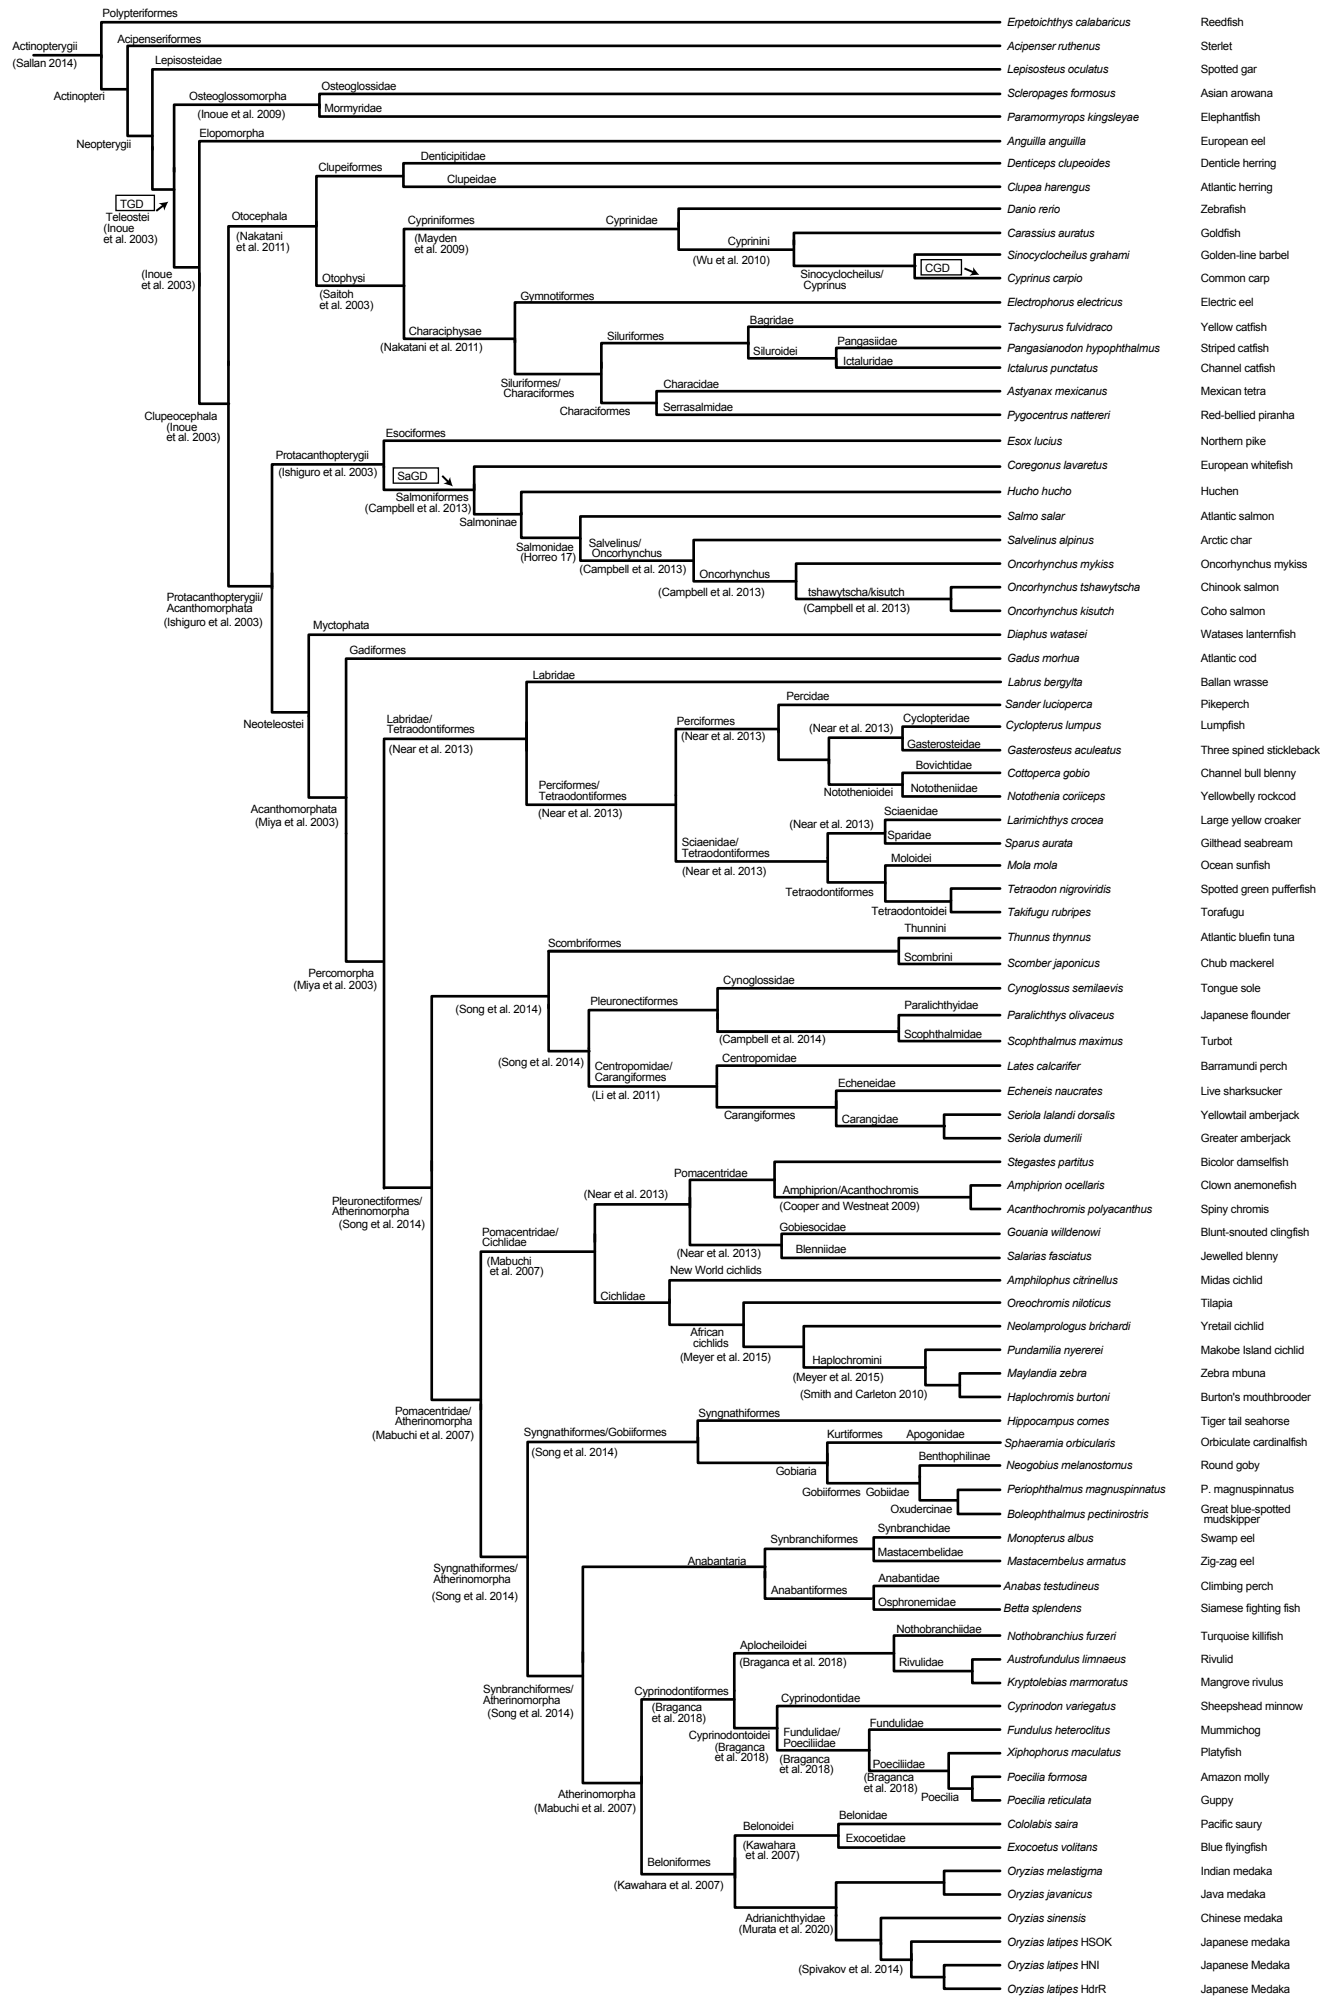 Polypteriformes
Erpetoichthys calabaricus Reedfish
Actinopterygii
(Sallan 2014)
Acipenseriformes
Acipenser ruthenus Sterlet
Lepisosteidae
Lepisosteus oculatus Spotted gar
Actinopteri
Osteoglossomorpha
(Inoue et al. 2009)
Osteoglossidae
Scleropages formosus Asian arowana
Mormyridae
Paramormyrops kingsleyae Elephantfish
Neopterygii
Elopomorpha
Anguilla anguilla European eel
TGD
Teleostei
(Inoue
et al. 2003)
(Inoue
et al. 2003)
Clupeiformes
Denticipitidae
Denticeps clupeoides Denticle herring
Clupeidae
Clupea harengus Atlantic herring
Otocephala
(Nakatani
et al. 2011)
Cypriniformes
(Mayden
et al. 2009)
Cyprinidae
Danio rerio Zebrafish
Cyprinini
(Wu et al. 2010)
Carassius auratus Goldfish
Sinocyclocheilus/
Cyprinus
Sinocyclocheilus grahami Golden-line barbel
CGD
Cyprinus carpio Common carp
Otophysi
(Saitoh
et al. 2003)
Characiphysae
(Nakatani et al. 2011)
Gymnotiformes
Electrophorus electricus Electric eel
Siluriformes
Bagridae
Tachysurus fulvidraco Yellow catfish
Siluroidei
Pangasiidae
Pangasianodon hypophthalmus Striped catfish
Ictaluridae
Ictalurus punctatus Channel catfish
Siluriformes/
Characiformes
Characiformes
Characidae
Astyanax mexicanus Mexican tetra
Serrasalmidae
Pygocentrus nattereri Red-bellied piranha
Clupeocephala
(Inoue
et al. 2003)
Protacanthopterygii
(Ishiguro et al. 2003)
Esociformes
Esox lucius Northern pike
SaGD
Salmoniformes
(Campbell et al. 2013)
Coregonus lavaretus European whitefish
Salmoninae
Hucho hucho Huchen
Salmonidae
(Horreo 17)
Salmo salar Atlantic salmon
Salvelinus/
Oncorhynchus
(Campbell et al. 2013)
Salvelinus alpinus Arctic char
Oncorhynchus
(Campbell et al. 2013)
Oncorhynchus mykiss Oncorhynchus mykiss
tshawytscha/kisutch
(Campbell et al. 2013)
Oncorhynchus tshawytscha Chinook salmon
Oncorhynchus kisutch Coho salmon
Protacanthopterygii/
Acanthomorphata
(Ishiguro et al. 2003)
Myctophata
Diaphus watasei Watases lanternfish
Gadiformes
Gadus morhua Atlantic cod
Neoteleostei
Labridae/
Tetraodontiformes
(Near et al. 2013)
Labridae
Labrus bergylta Ballan wrasse
Perciformes
(Near et al. 2013)
Percidae
Sander lucioperca Pikeperch
(Near et al. 2013)
Cyclopteridae
Cyclopterus lumpus Lumpfish
Gasterosteidae
Gasterosteus aculeatus Three spined stickleback
Notothenioidei
Bovichtidae
Cottoperca gobio Channel bull blenny
Nototheniidae
Notothenia coriiceps Yellowbelly rockcod
Perciformes/
Tetraodontiformes
(Near et al. 2013)
Acanthomorphata
(Miya et al. 2003)
Sciaenidae/
Tetraodontiformes
(Near et al. 2013)
(Near et al. 2013)
Sciaenidae
Larimichthys crocea Large yellow croaker
Sparidae
Sparus aurata Gilthead seabream
Tetraodontiformes
Moloidei
Mola mola Ocean sunfish
Tetraodontoidei
Tetraodon nigroviridis Spotted green pufferfish
Takifugu rubripes Torafugu
Percomorpha
(Miya et al. 2003)
Scombriformes
Thunnini
Thunnus thynnus Atlantic bluefin tuna
Scombrini
Scomber japonicus Chub mackerel
(Song et al. 2014)
Pleuronectiformes
Cynoglossidae
Cynoglossus semilaevis Tongue sole
(Campbell et al. 2014)
Paralichthyidae
Paralichthys olivaceus Japanese flounder
Scophthalmidae
Scophthalmus maximus Turbot
(Song et al. 2014)
Centropomidae/
Carangiformes
(Li et al. 2011)
Centropomidae
Lates calcarifer Barramundi perch
Carangiformes
Echeneidae
Echeneis naucrates Live sharksucker
Carangidae
Seriola lalandi dorsalis Yellowtail amberjack
Seriola dumerili Greater amberjack
Pleuronectiformes/
Atherinomorpha
(Song et al. 2014)
Pomacentridae/
Cichlidae
(Mabuchi
et al. 2007)
(Near et al. 2013)
Pomacentridae
Stegastes partitus Bicolor damselfish
Amphiprion/Acanthochromis
(Cooper and Westneat 2009)
Amphiprion ocellaris Clown anemonefish
Acanthochromis polyacanthus Spiny chromis
(Near et al. 2013)
Gobiesocidae
Gouania willdenowi Blunt-snouted clingfish
Blenniidae
Salarias fasciatus Jewelled blenny
Cichlidae
New World cichlids
Amphilophus citrinellus Midas cichlid
African
cichlids
(Meyer et al. 2015)
Oreochromis niloticus Tilapia
Neolamprologus brichardi Yretail cichlid
Haplochromini
(Meyer et al. 2015)
(Smith and Carleton 2010)
Pundamilia nyererei Makobe Island cichlid
Maylandia zebra Zebra mbuna
Haplochromis burtoni Burton's mouthbrooder
Pomacentridae/
Atherinomorpha
(Mabuchi et al. 2007)
Syngnathiformes/Gobiiformes
(Song et al. 2014)
Syngnathiformes
Hippocampus comes Tiger tail seahorse
Gobiaria
Kurtiformes Apogonidae
Sphaeramia orbicularis Orbiculate cardinalfish
Gobiiformes Gobiidae
Benthophilinae
Neogobius melanostomus Round goby
Oxudercinae
Periophthalmus magnuspinnatus P. magnuspinnatus
Boleophthalmus pectinirostris Great blue-spotted
mudskipper
Syngnathiformes/
Atherinomorpha
(Song et al. 2014)
Anabantaria
Synbranchiformes
Synbranchidae
Monopterus albus Swamp eel
Mastacembelidae
Mastacembelus armatus Zig-zag eel
Anabantiformes
Anabantidae
Anabas testudineus Climbing perch
Osphronemidae
Betta splendens Siamese fighting fish
Synbranchiformes/
Atherinomorpha
(Song et al. 2014)
Cyprinodontiformes
(Braganca
et al. 2018)
Aplocheiloidei
(Braganca et al. 2018)
Nothobranchiidae
Nothobranchius furzeri Turquoise killifish
Rivulidae
Austrofundulus limnaeus Rivulid
Kryptolebias marmoratus Mangrove rivulus
Cyprinodontoidei
(Braganca
et al. 2018)
Cyprinodontidae
Cyprinodon variegatus Sheepshead minnow
Fundulidae/
Poeciliidae
(Braganca
et al. 2018)
Fundulidae
Fundulus heteroclitus Mummichog
Poeciliidae
(Braganca
et al. 2018)
Xiphophorus maculatus Platyfish
Poecilia
Poecilia formosa Amazon molly
Poecilia reticulata Guppy
Atherinomorpha
(Mabuchi et al. 2007)
Beloniformes
(Kawahara et al. 2007)
Belonoidei
(Kawahara
et al. 2007)
Belonidae
Cololabis saira Pacific saury
Exocoetidae
Exocoetus volitans Blue flyingfish
Adrianichthyidae
(Murata et al. 2020)
Oryzias melastigma Indian medaka
Oryzias javanicus Java medaka
Oryzias sinensis Chinese medaka
(Spivakov et al. 2014)
Oryzias latipes HSOK Japanese medaka
Oryzias latipes HNI Japanese Medaka
Oryzias latipes HdrR Japanese Medaka